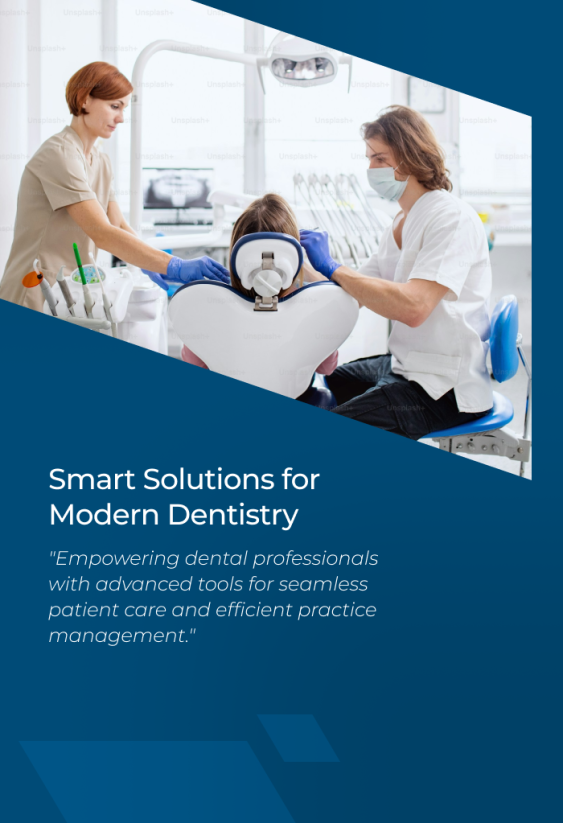 Smart Solutions for
Modern Dentistry
"Empowering dental professionals
with advanced tools for seamless
patient care and efficient practice
management."